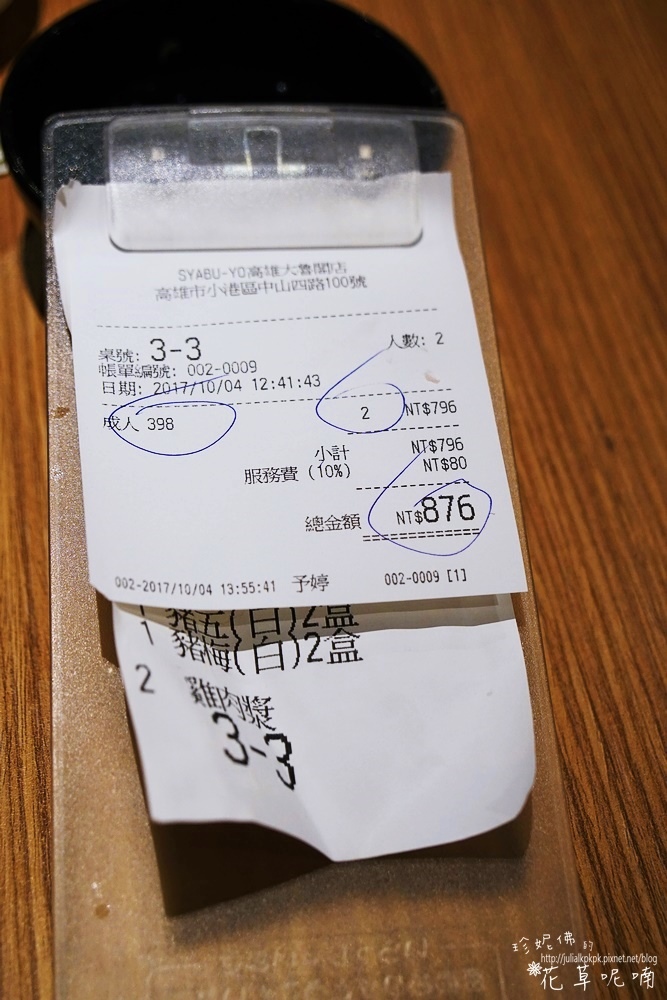 SYABU-YO高雄大魯閣店
高雄市小港區中山四路100號
桌號: 3-3 人數: 2
帳單編號: 002-0009
日期: 2017/10/04 12:41:43
成人 398 2 NT$796
小計 NT$796
服務費 (10%) NT$80
總金額 NT$876
002-2017/10/04 13:55:41 予婷 002-0009 [1]
1 豬五(白)2盒
1 豬梅(白)2盒
2 雞肉漿
3-3
珍妮佛的
http://julialkpkpk.pixnet.net/blog
花草呢喃